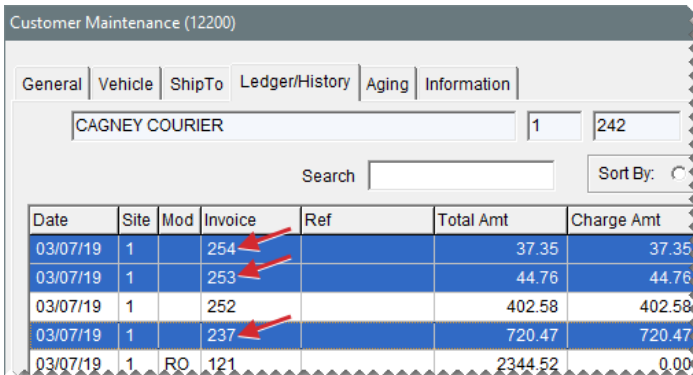 Customer Maintenance (12200)
General Vehicle ShipTo Ledger/History Aging Information
CAGNEY COURIER 1 242
Search Sort By:
Date Site Mod Invoice Ref Total Amt Charge Amt
03/07/19 1 254 37.35 37.35
03/07/19 1 253 44.76 44.76
03/07/19 1 252 402.58 402.58
03/07/19 1 237 720.47 720.47
03/07/19 1 RO 121 2344.52 0.00